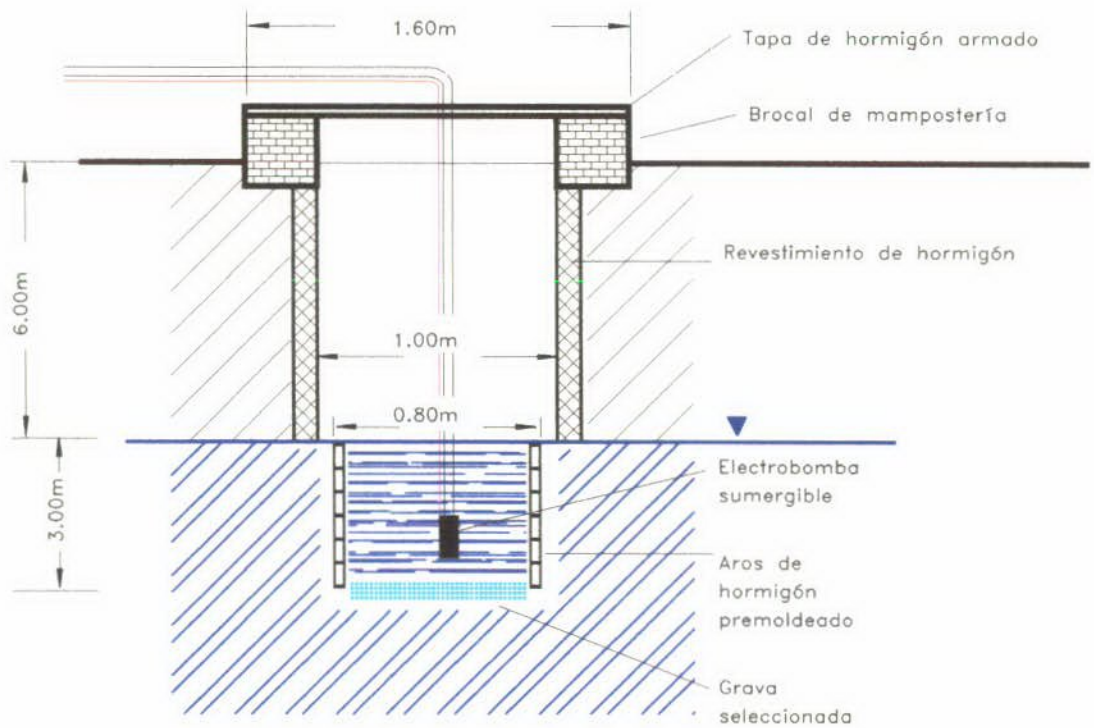 1.60m
Tapa de hormigón armado
Brocal de mampostería
6.00m
Revestimiento de hormigón
1.00m
0.80m
3.00m
Electrobomba
sumergible
Aros de
hormigón
premoldeado
Grava
seleccionada